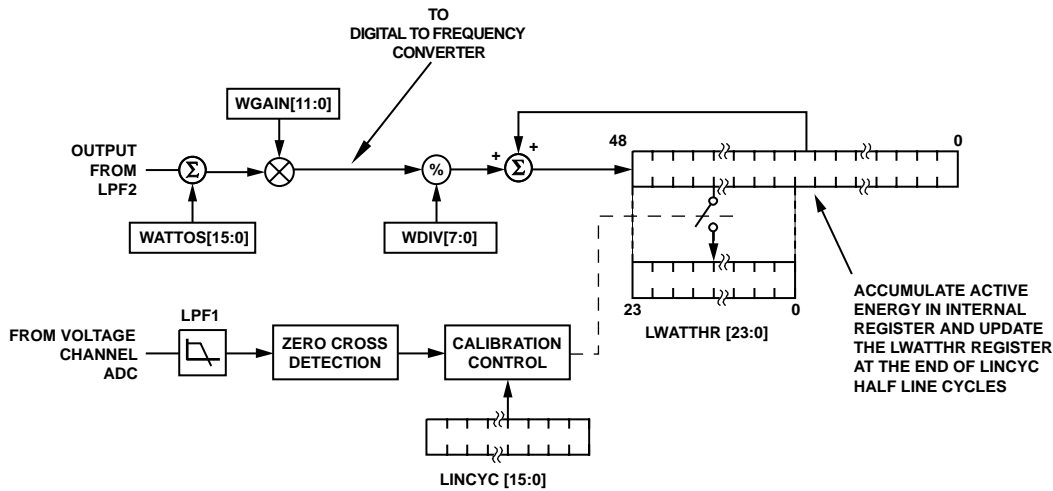 TO
DIGITAL TO FREQUENCY
CONVERTER
WGAIN[11:0]
OUTPUT
FROM
LPF2
Σ
%
+
+
Σ
48
0
WATTOS[15:0]
WDIV[7:0]
23
0
LWATTHR [23:0]
ACCUMULATE ACTIVE
ENERGY IN INTERNAL
REGISTER AND UPDATE
THE LWATTHR REGISTER
AT THE END OF LINCYC
HALF LINE CYCLES
FROM VOLTAGE
CHANNEL
ADC
LPF1
ZERO CROSS
DETECTION
CALIBRATION
CONTROL
LINCYC [15:0]